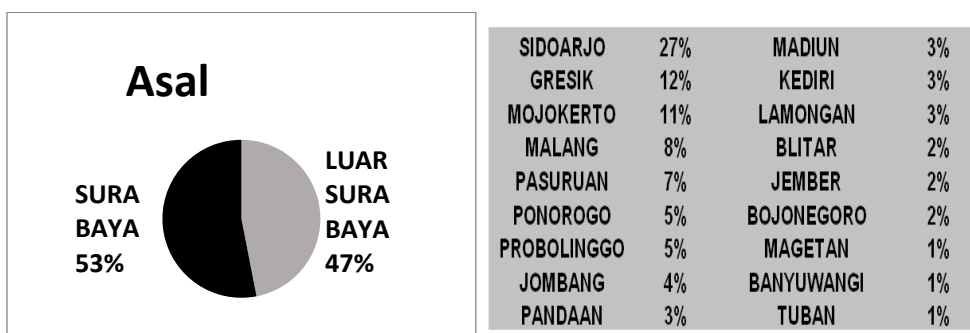 Asal
SURA
BAYA
53%
LUAR
SURA
BAYA
47%
SIDOARJO 27% MADIUN 3%
GRESIK 12% KEDIRI 3%
MOJOKERTO 11% LAMONGAN 3%
MALANG 8% BLITAR 2%
PASURUAN 7% JEMBER 2%
PONOROGO 5% BOJONEGORO 2%
PROBOLINGGO 5% MAGETAN 1%
JOMBANG 4% BANYUWANGI 1%
PANDAAN 3% TUBAN 1%